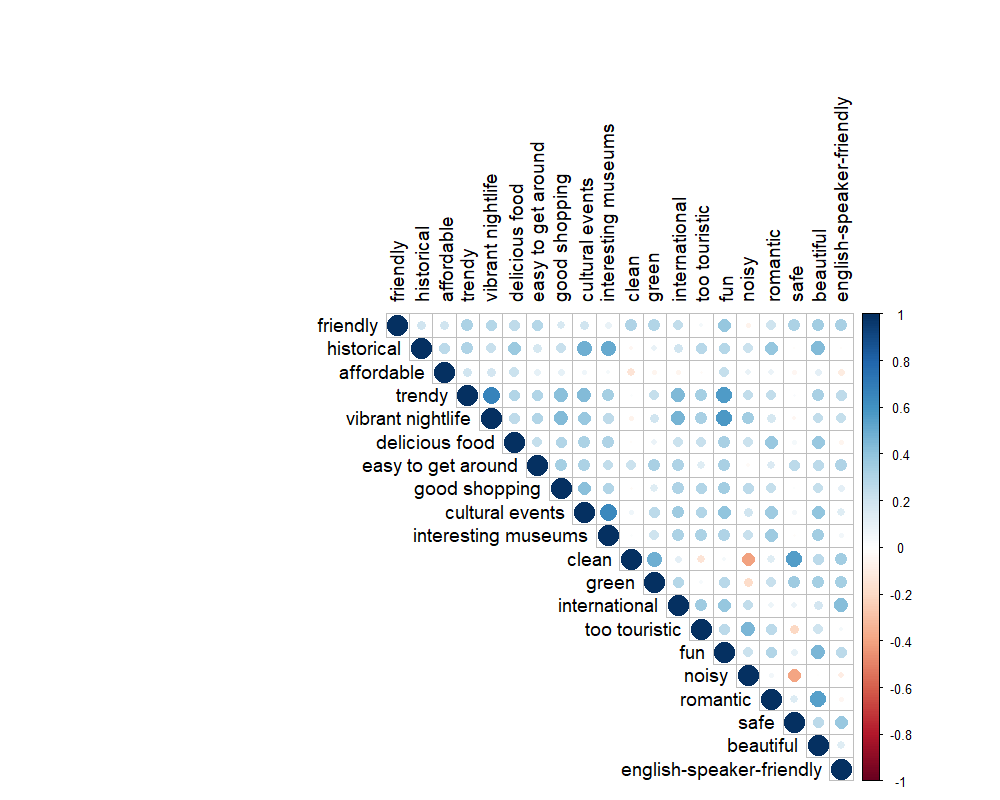 friendly
historical
affordable
trendy
vibrant nightlife
delicious food
easy to get around
good shopping
cultural events
interesting museums
clean
green
international
too touristic
fun
noisy
romantic
safe
beautiful
english-speaker-friendly
friendly
historical
affordable
trendy
vibrant nightlife
delicious food
easy to get around
good shopping
cultural events
interesting museums
clean
green
international
too touristic
fun
noisy
romantic
safe
beautiful
english-speaker-friendly
1
0.8
0.6
0.4
0.2
0
-0.2
-0.4
-0.6
-0.8
-1